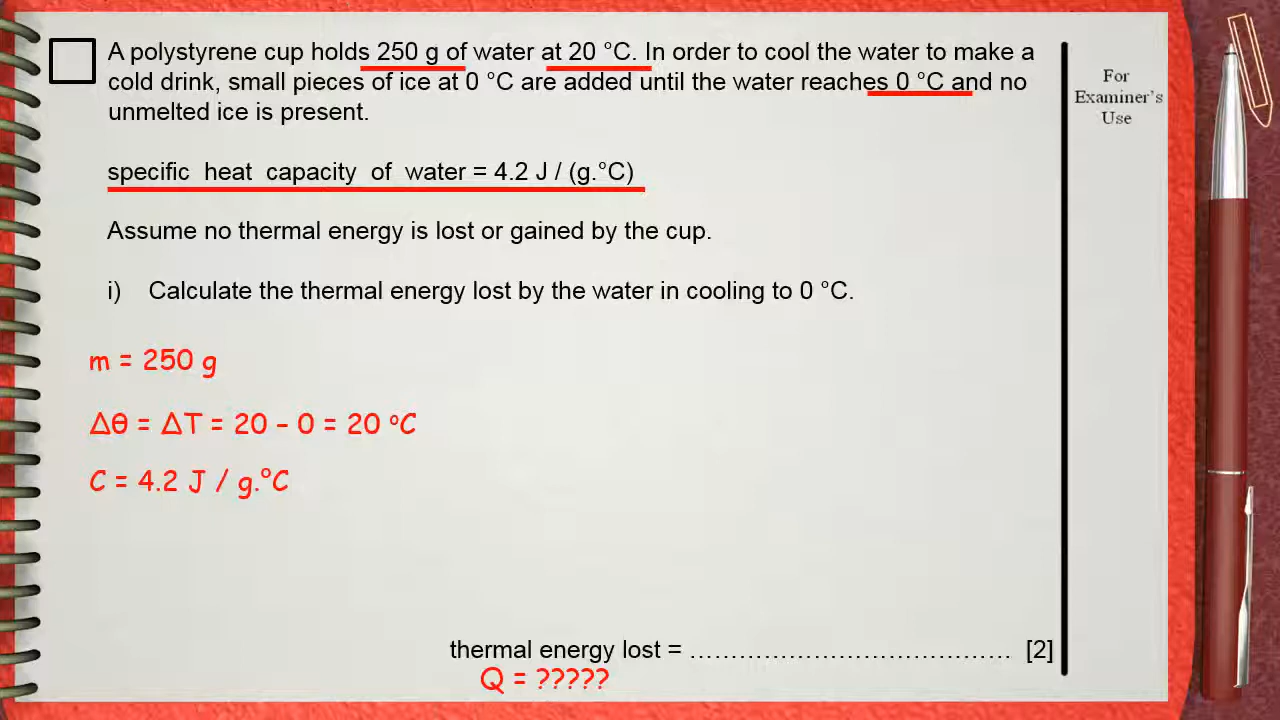 A polystyrene cup holds 250 g of water at 20 °C. In order to cool the water to make a
cold drink, small pieces of ice at 0 °C are added until the water reaches 0 °C and no
unmelted ice is present.
For
Examiner's
Use
specific heat capacity of water = 4.2 J / (g.°C)
Assume no thermal energy is lost or gained by the cup.
i) Calculate the thermal energy lost by the water in cooling to 0 °C.
m = 250 g
Δθ = ΔT = 20 – 0 = 20 °C
C = 4.2 J / g.°C
thermal energy lost = ………………………………… [2]
Q = ?????